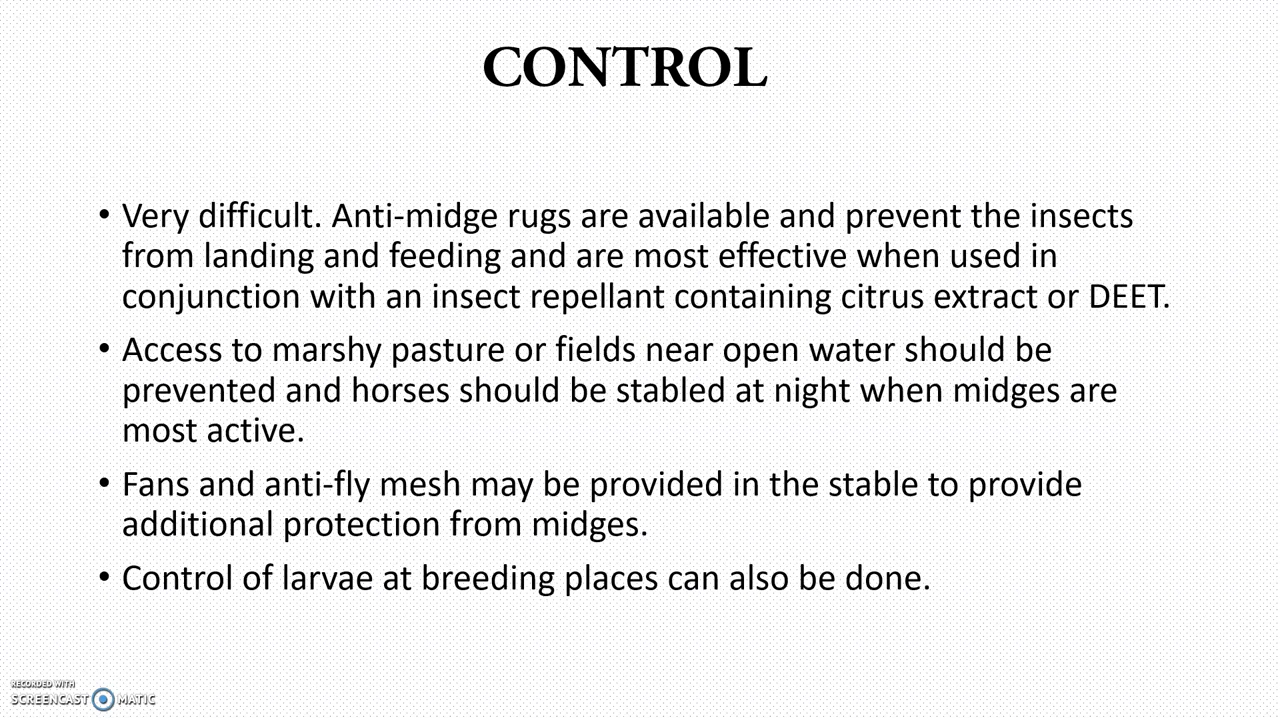 CONTROL
• Very difficult. Anti-midge rugs are available and prevent the insects
from landing and feeding and are most effective when used in
conjunction with an insect repellant containing citrus extract or DEET.
• Access to marshy pasture or fields near open water should be
prevented and horses should be stabled at night when midges are
most active.
• Fans and anti-fly mesh may be provided in the stable to provide
additional protection from midges.
• Control of larvae at breeding places can also be done.
RECORDED WITH
SCREENCAST MATIC